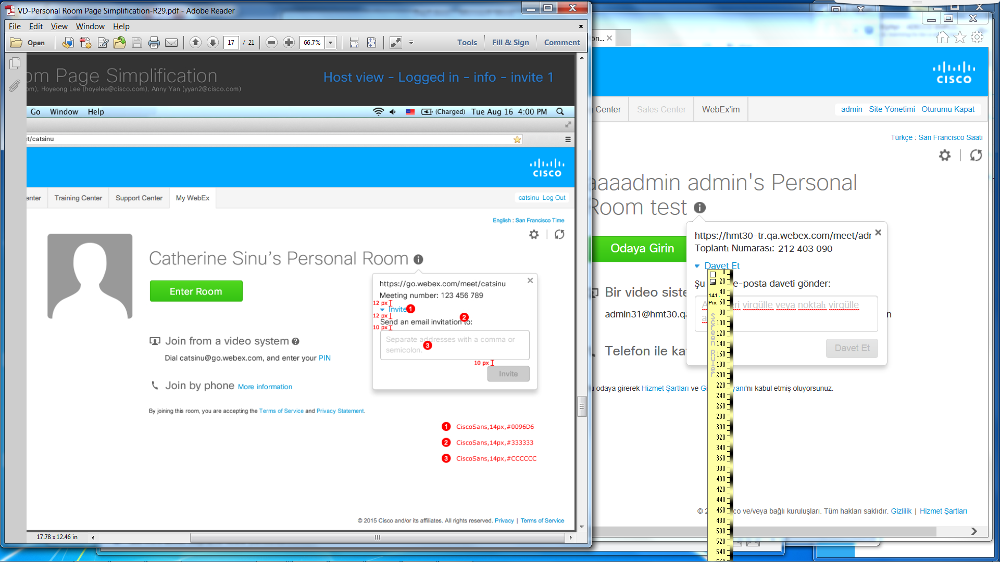 VD-Personal Room Page Simplification-R29.pdf - Adobe Reader
File Edit View Window Help
Open 17 / 21 66.7% Tools Fill & Sign Comment
om Page Simplification
Host view - Logged in - info - invite 1
om), Hoyeong Lee (hoyelee@cisco.com), Anny Yan (yyan2@cisco.com)
Go Window Help (Charged) Tue Aug 16 4:00 PM
t/catsinu
CISCO
enter Training Center Support Center My WebEx catsinu Log Out
English : San Francisco Time
Catherine Sinu's Personal Room
Enter Room
https://go.webex.com/meet/catsinu
Meeting number: 123 456 789
12 px
Invite 1
12 px
2
Send an email invitation to:
10 px
Separate addresses with a comma or
semicolon.
3
10 px
Invite
Join from a video system
Dial catsinu@go.webex.com, and enter your PIN
Join by phone More information
By joining this room, you are accepting the Terms of Service and Privacy Statement.
1 CiscoSans,14px,#0096D6
2 CiscoSans,14px,#333333
3 CiscoSans,14px,#CCCCCC
© 2015 Cisco and/or its affiliates. All rights reserved. Privacy | Terms of Service
17.78 x 12.46 in
ön...
CISCO
Center Sales Center WebEx'im admin Site Yönetimi Oturumu Kapat
Türkçe : San Francisco Saati
aaaadmin admin's Personal
Room test
Odaya Girin
https://hmt30-tr.qa.webex.com/meet/adr
Toplantı Numarası: 212 403 090
Davet Et
Şu e-posta daveti gönder:
virgülle veya noktalı virgülle
Davet Et
Bir video siste
admin31@hmt30.qa
Telefon ile ka
odaya girerek Hizmet Şartları ve Gi yanı'nı kabul etmiş oluyorsunuz.
© 2 co ve/veya bağlı kuruluşları. Tüm hakları saklıdır. Gizlilik | Hizmet Şartları
141
Pix
Screen Ruler
0
20
40
60
80
100
120
140
160
180
200
220
240
260
280
300
320
340
360
380
400
420
440
460
480
500
520
540